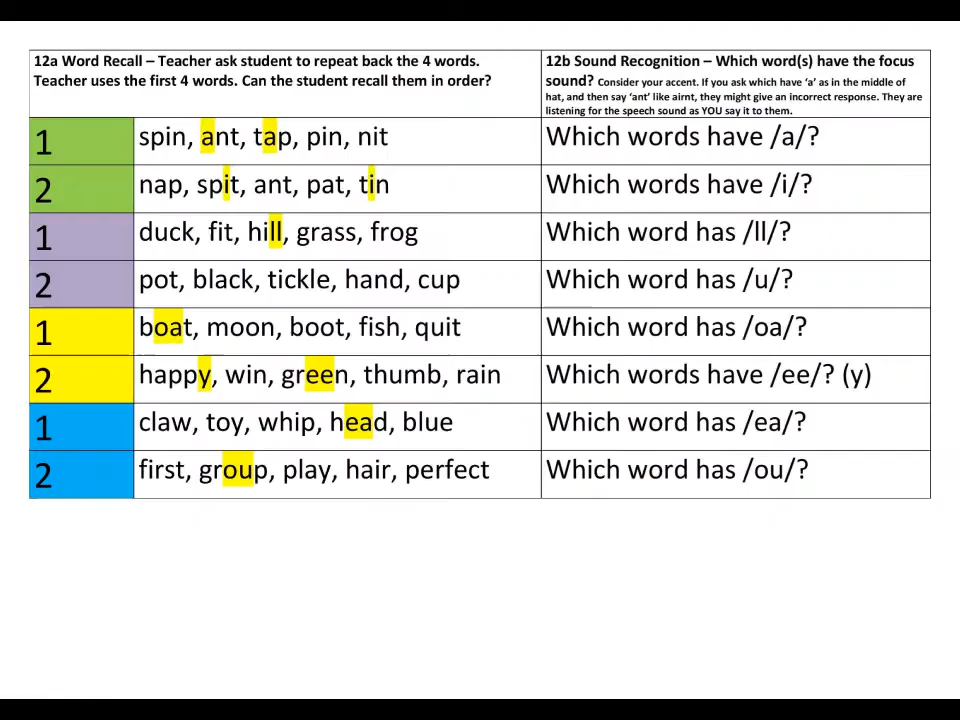 12a Word Recall – Teacher ask student to repeat back the 4 words.
Teacher uses the first 4 words. Can the student recall them in order?
12b Sound Recognition – Which word(s) have the focus
sound? Consider your accent. If you ask which have ‘a’ as in the middle of
hat, and then say ‘ant’ like airnt, they might give an incorrect response. They are
listening for the speech sound as YOU say it to them.
1 spin, ant, tap, pin, nit Which words have /a/?
2 nap, spit, ant, pat, tin Which words have /i/?
1 duck, fit, hill, grass, frog Which word has /ll/?
2 pot, black, tickle, hand, cup Which word has /u/?
1 boat, moon, boot, fish, quit Which word has /oa/?
2 happy, win, green, thumb, rain Which words have /ee/? (y)
1 claw, toy, whip, head, blue Which word has /ea/?
2 first, group, play, hair, perfect Which word has /ou/?